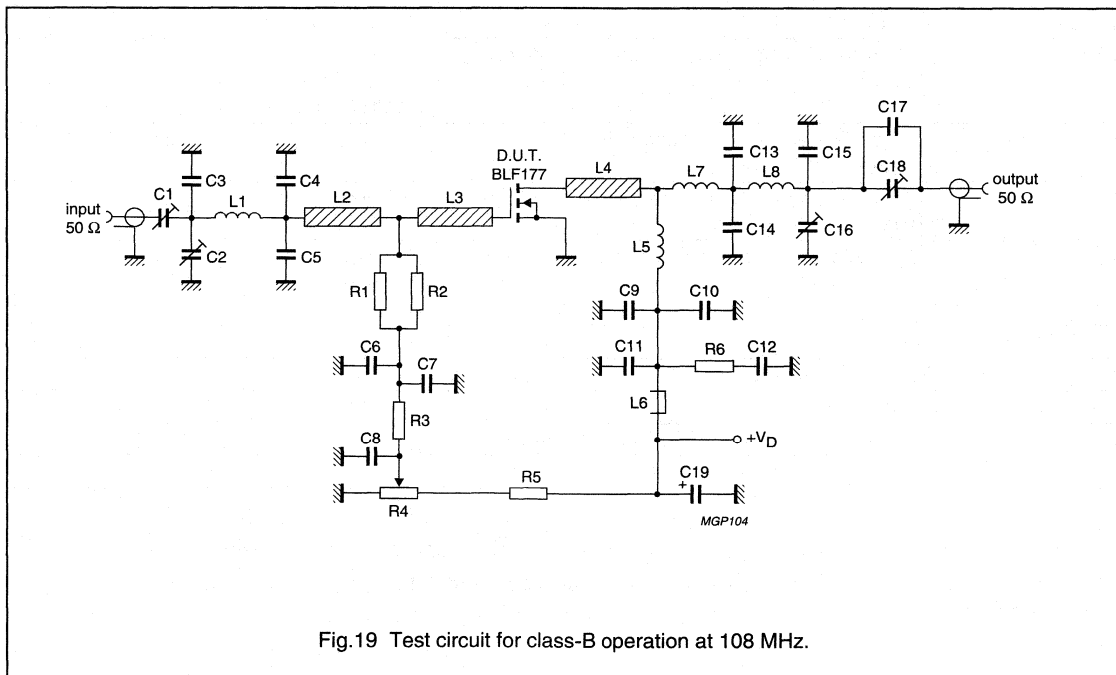 C17
C3
C4
D.U.T.
BLF177
C13
C15
C1
L4
L7
L8
C18
output
50 Ω
input
50 Ω
L1
L2
L3
C2
C5
C14
C16
L5
R1
R2
C9
C10
C6
C7
C11
R6
C12
R3
L6
C8
+VD
R4
R5
C19
+
MGP104
Fig.19 Test circuit for class-B operation at 108 MHz.